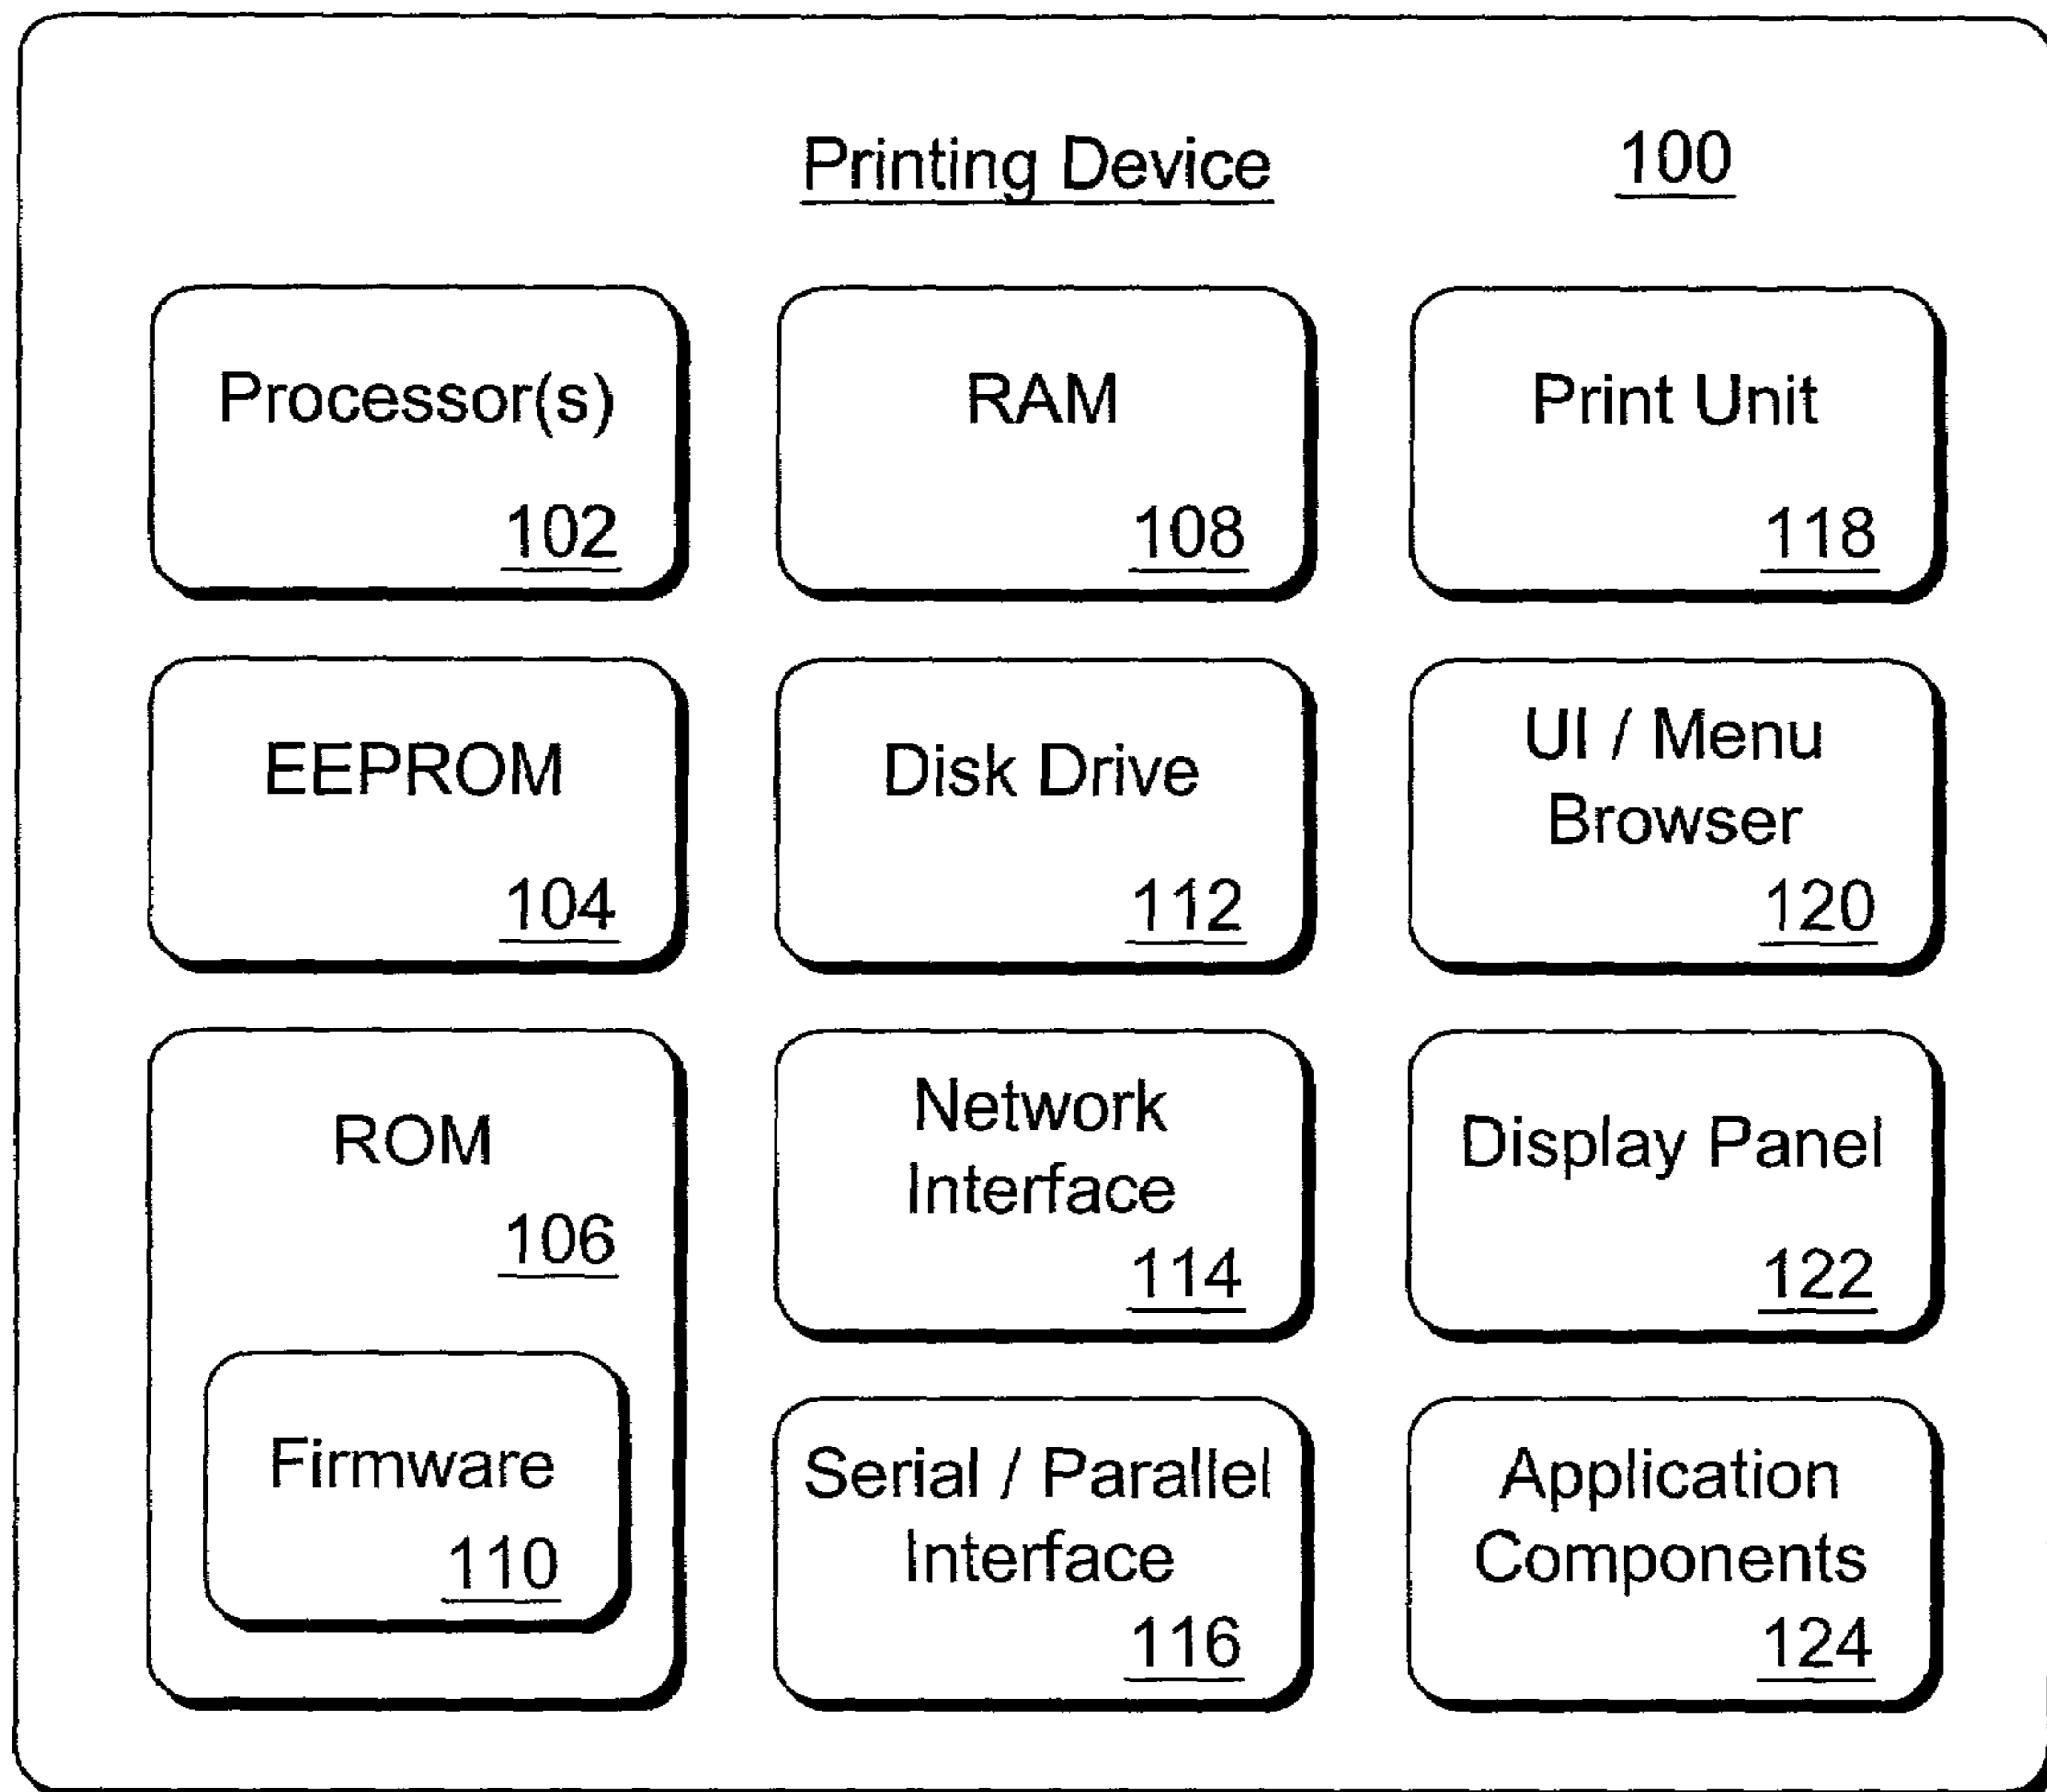 Printing Device 100
Processor(s)
102
RAM
108
Print Unit
118
EEPROM
104
Disk Drive
112
UI / Menu
Browser
120
ROM
106
Firmware
110
Network
Interface
114
Display Panel
122
Serial / Parallel
Interface
116
Application
Components
124